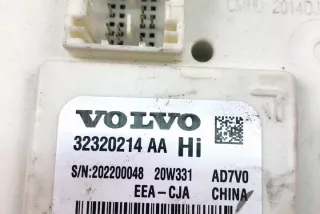 VOLVO
32320214 AA Hi
S/N:202200048 20W331 AD7V0
EEA-CJA CHINA